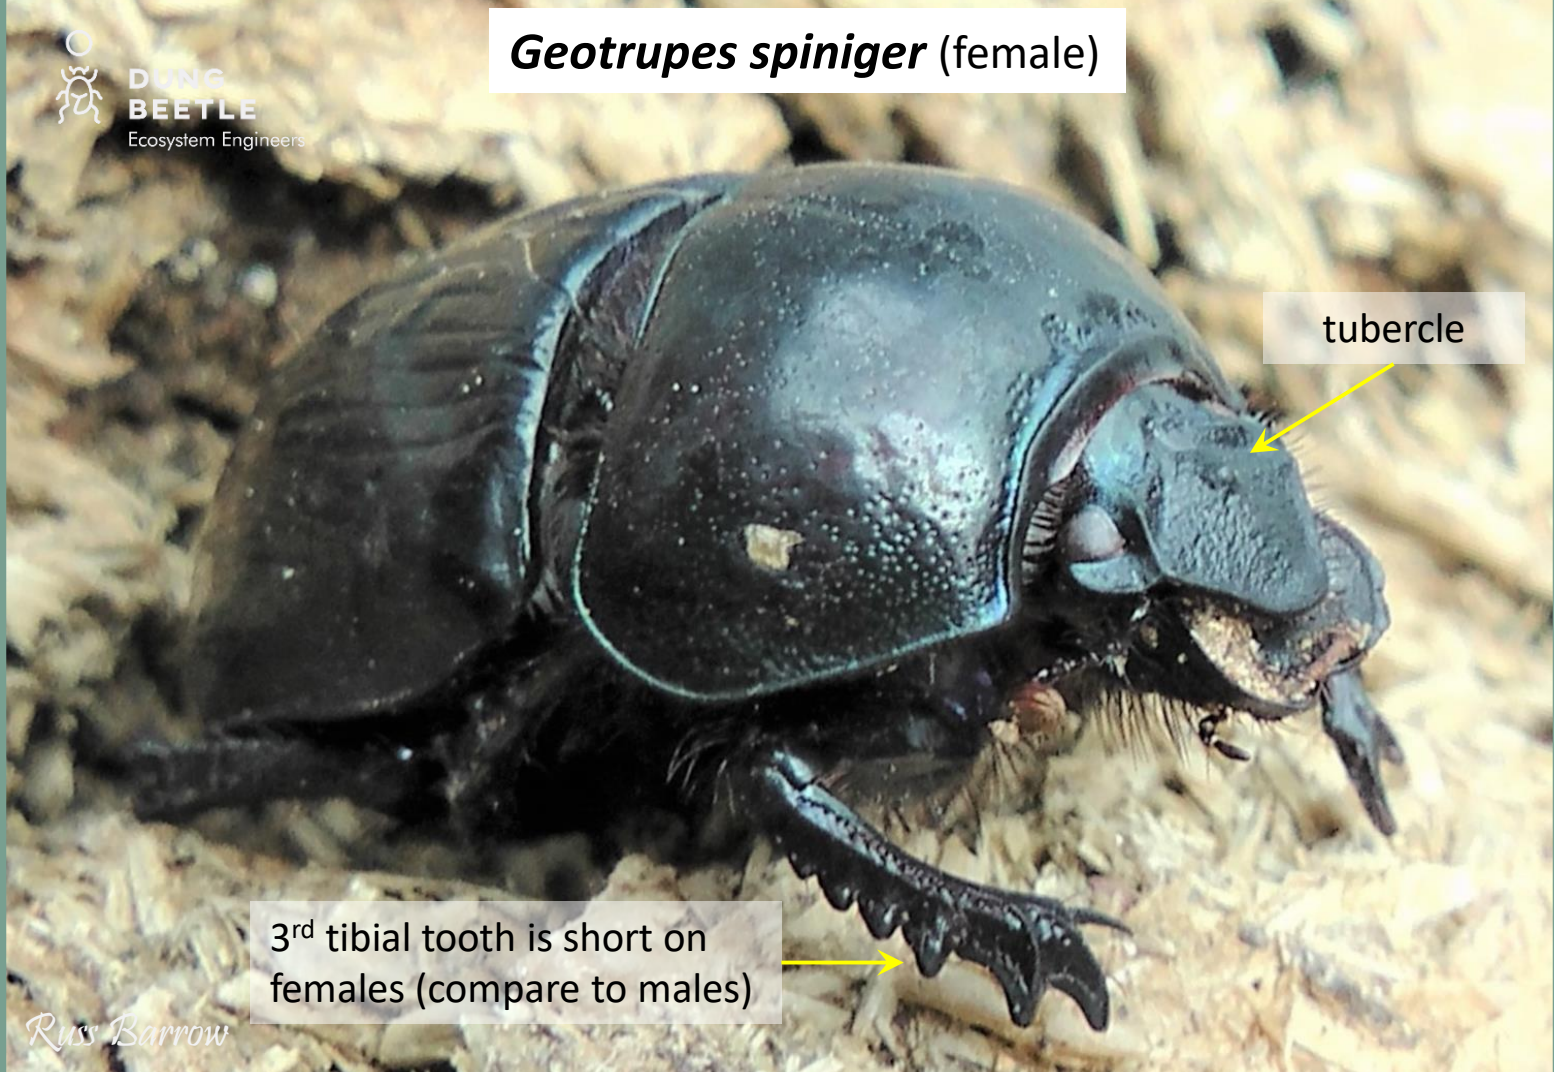 Geotrupes spiniger (female)
DUNG
BEETLE
Ecosystem Engineers
tubercle
3rd tibial tooth is short on
females (compare to males)
Russ Barrow